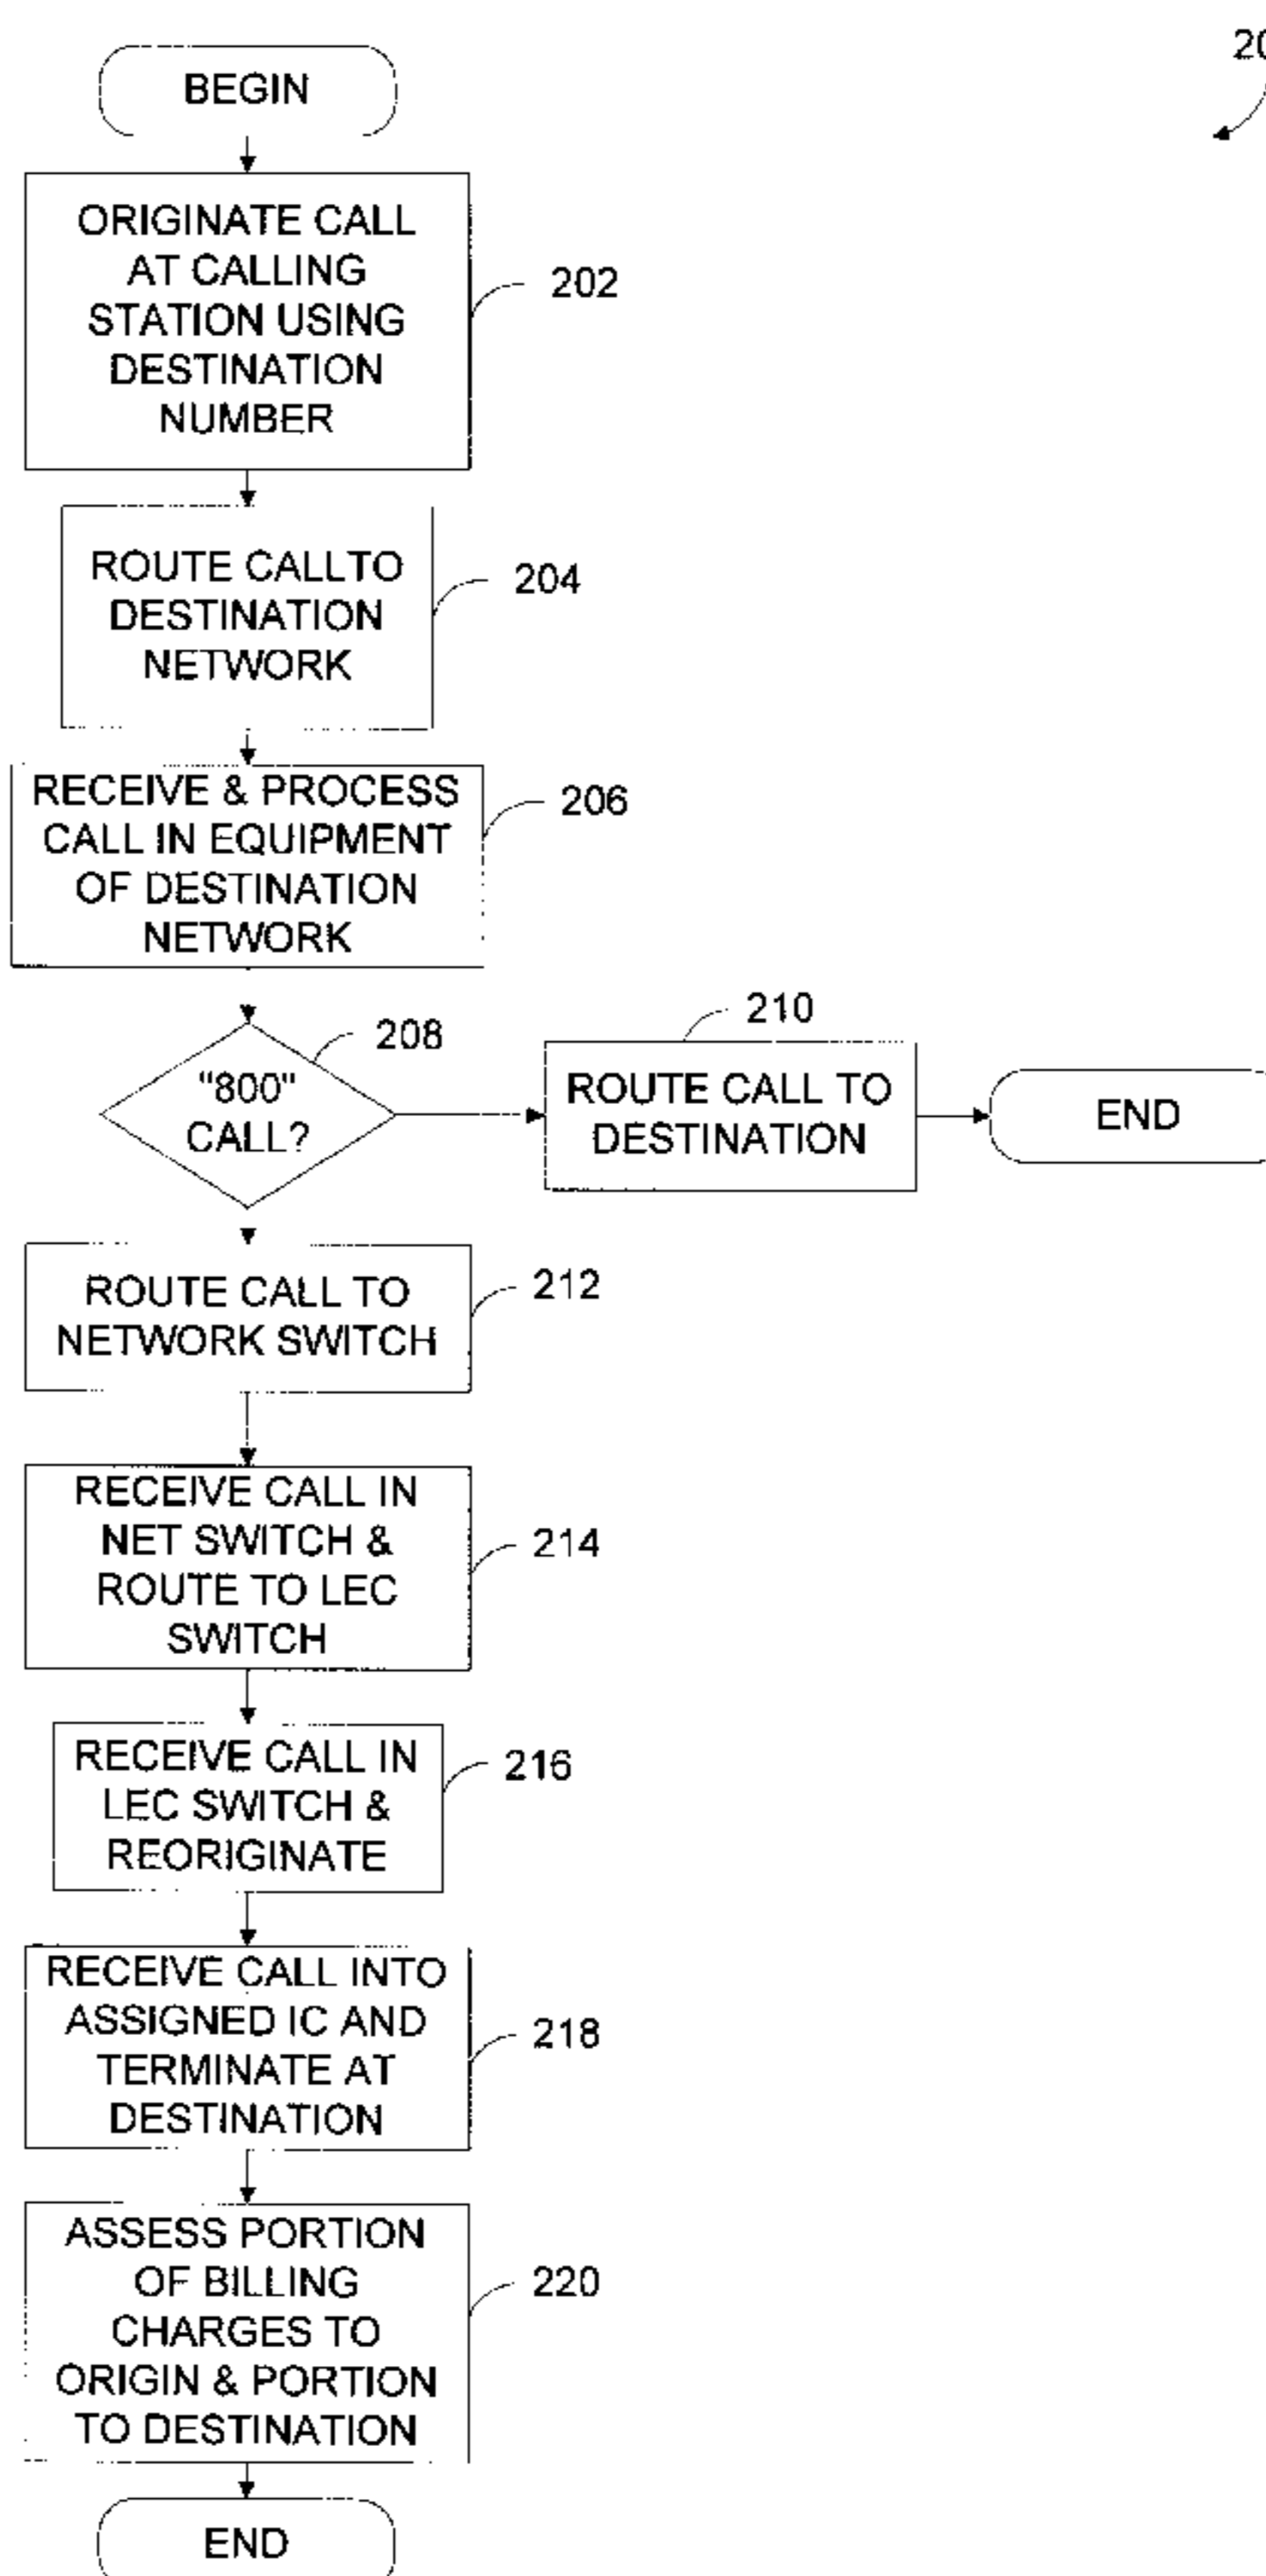 BEGIN
ORIGINATE CALL
AT CALLING
STATION USING
DESTINATION
NUMBER
202
ROUTE CALLTO
DESTINATION
NETWORK
204
RECEIVE & PROCESS
CALL IN EQUIPMENT
OF DESTINATION
NETWORK
206
"800"
CALL?
208
ROUTE CALL TO
DESTINATION
210
END
ROUTE CALL TO
NETWORK SWITCH
212
RECEIVE CALL IN
NET SWITCH &
ROUTE TO LEC
SWITCH
214
RECEIVE CALL IN
LEC SWITCH &
REORIGINATE
216
RECEIVE CALL INTO
ASSIGNED IC AND
TERMINATE AT
DESTINATION
218
ASSESS PORTION
OF BILLING
CHARGES TO
ORIGIN & PORTION
TO DESTINATION
220
END